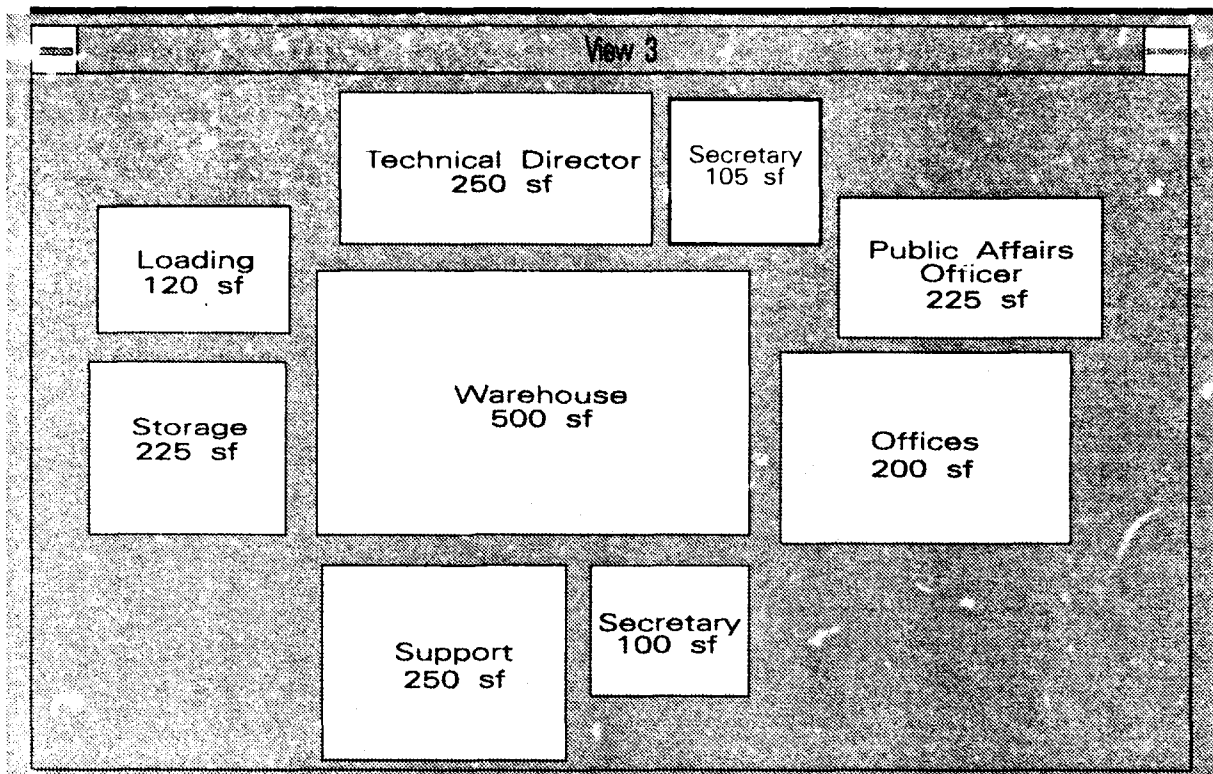 View 3
Technical Director
250 sf
Secretary
105 sf
Loading
120 sf
Public Affairs
Officer
225 sf
Storage
225 sf
Warehouse
500 sf
Offices
200 sf
Support
250 sf
Secretary
100 sf